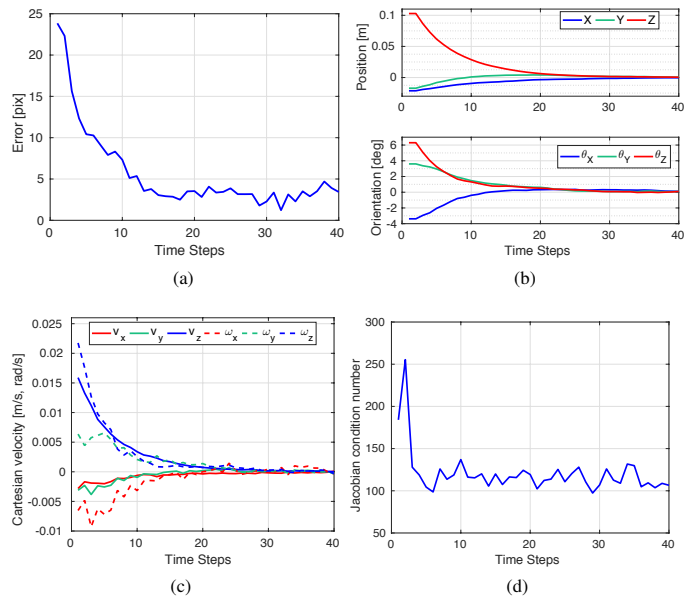 25
20
15
10
5
0
0 10 20 30 40
Error [pix]
Time Steps
(a)
X Y Z
0.1
0.05
0
0 10 20 30 40
Position [m]
θX θY θZ
6
4
2
0
-2
-4
0 10 20 30 40
Orientation [deg]
Time Steps
(b)
vx vy vz ωx ωy ωz
0.025
0.02
0.015
0.01
0.005
0
-0.005
-0.01
0 10 20 30 40
Cartesian velocity [m/s, rad/s]
Time Steps
(c)
300
250
200
150
100
50
0 10 20 30 40
Jacobian condition number
Time Steps
(d)